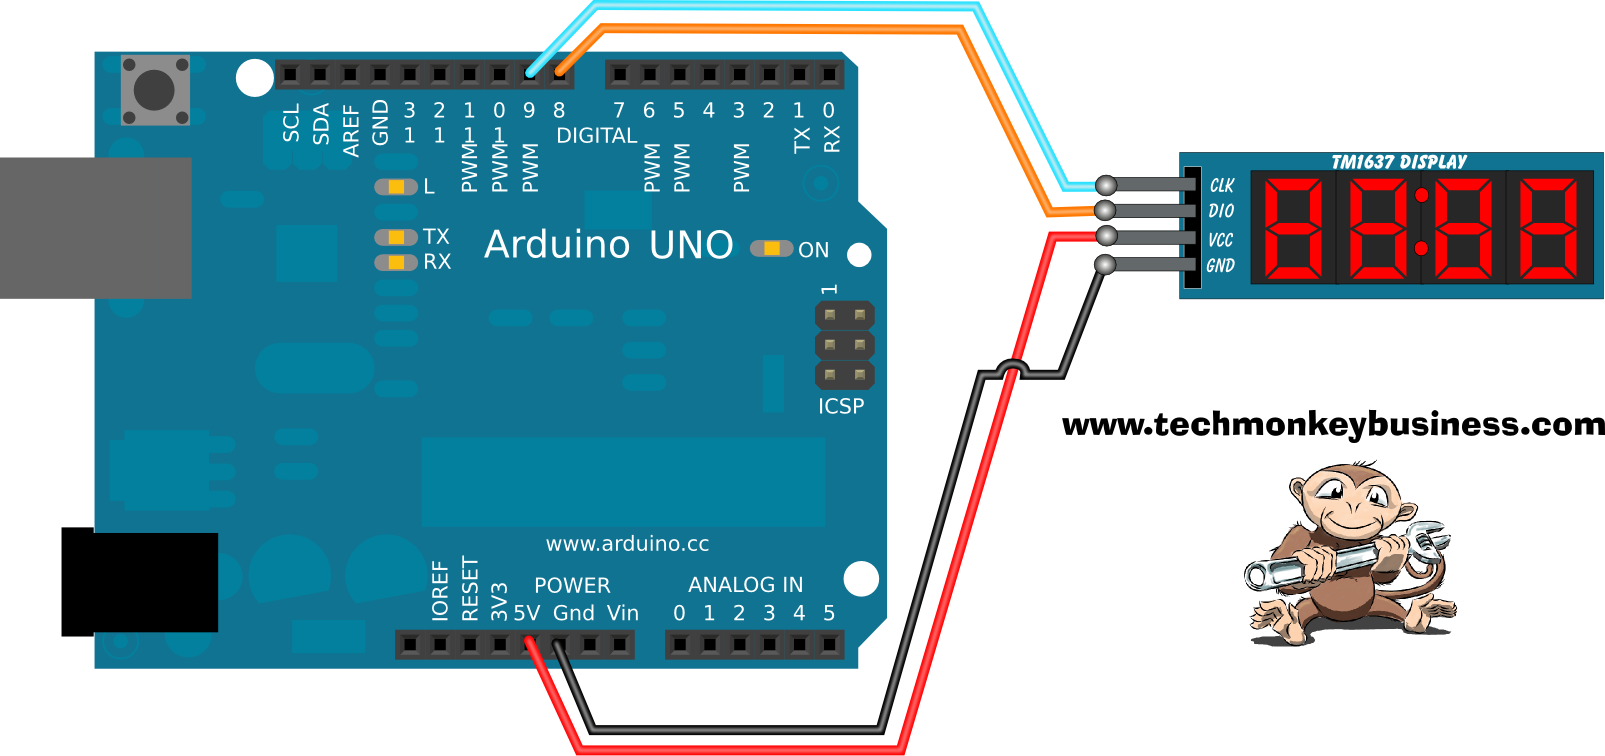 SCL SDA AREF GND 13 12 11 10 9 8 7 6 5 4 3 2 1 0
DIGITAL
PWM PWM PWM PWM PWM PWM TX RX
L
TX
RX
Arduino UNO
ON
1
ICSP
www.arduino.cc
POWER
ANALOG IN
IOREF RESET 3V3 5V Gnd Vin
0 1 2 3 4 5
TM1637 DISPLAY
CLK
DIO
VCC
GND
88:88
www.techmonkeybusiness.com